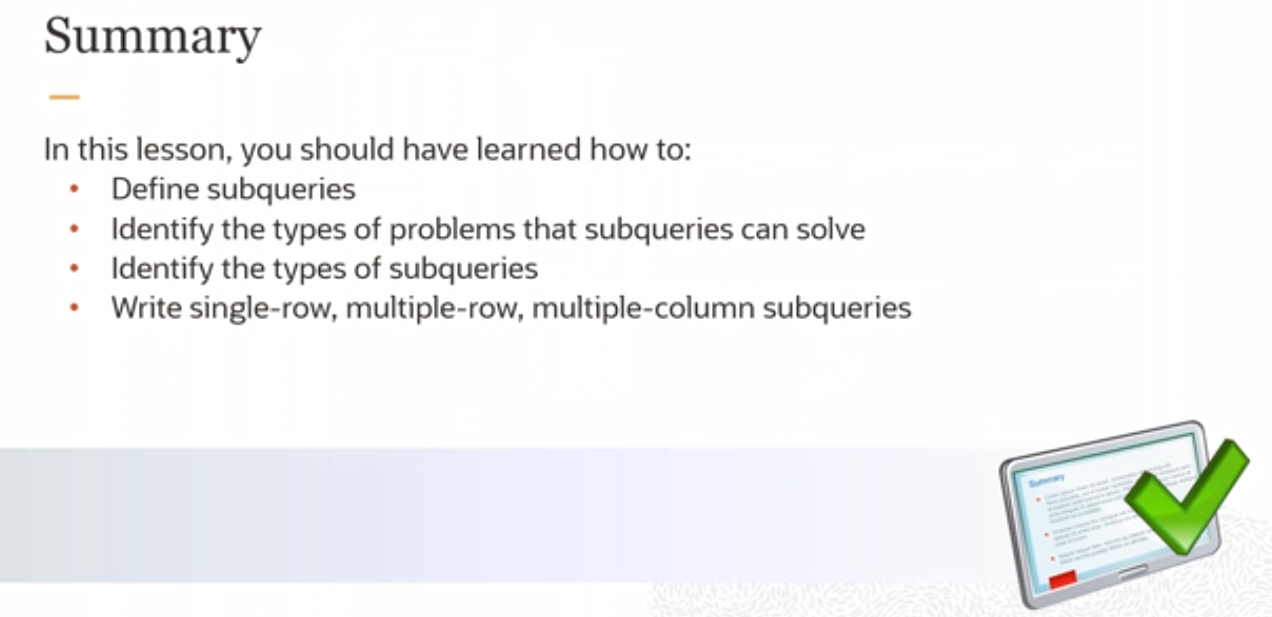 Summary
In this lesson, you should have learned how to:
• Define subqueries
• Identify the types of problems that subqueries can solve
• Identify the types of subqueries
• Write single-row, multiple-row, multiple-column subqueries
Summary